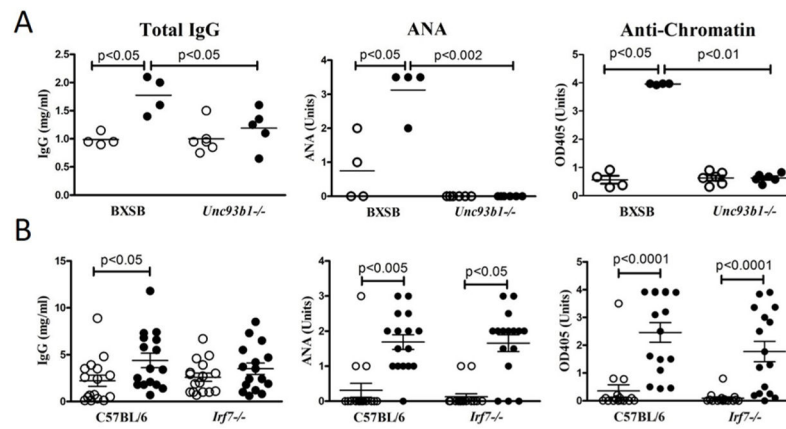 A
Total IgG
ANA
Anti-Chromatin
p<0.05 p<0.05
p<0.05 p<0.002
p<0.05 p<0.01
IgG (mg/ml)
2.5
2.0
1.5
1.0
0.5
0.0
ANA (Units)
4
3
2
1
0
OD405 (Units)
5
4
3
2
1
0
BXSB Unc93b1-/-
BXSB Unc93b1-/-
BXSB Unc93b1-/-
B
p<0.05
p<0.005 p<0.05
p<0.0001 p<0.0001
IgG (mg/ml)
15
10
5
0
ANA (Units)
4
3
2
1
0
OD405 (Units)
5
4
3
2
1
0
C57BL/6 Irf7-/-
C57BL/6 Irf7-/-
C57BL/6 Irf7-/-